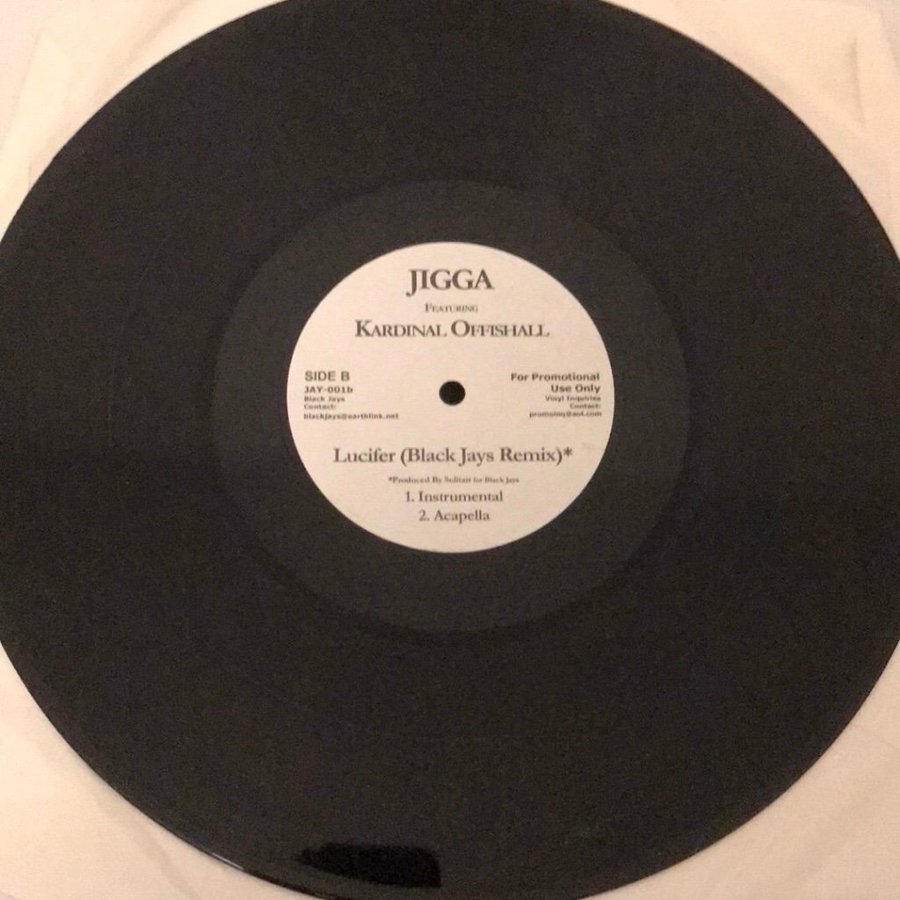 JIGGA
FEATURING
KARDINAL OFFISHALL
SIDE B
JAY-001b
Black Jays
Contact:
blackjays@earthlink.net
For Promotional
Use Only
Vinyl Inquiries
Contact:
Lucifer (Black Jays Remix)*
*Produced By Solitair for Black Jays
1. Instrumental
2. Acapella